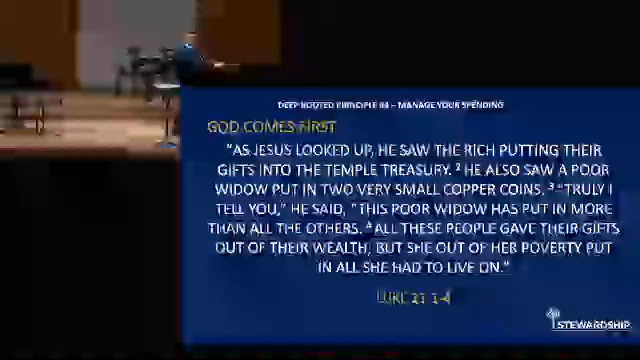 DEEP ROOTED PRINCIPLE #4 – MANAGE YOUR SPENDING
GOD COMES FIRST
"AS JESUS LOOKED UP, HE SAW THE RICH PUTTING THEIR
GIFTS INTO THE TEMPLE TREASURY. ² HE ALSO SAW A POOR
WIDOW PUT IN TWO VERY SMALL COPPER COINS. ³ "TRULY I
TELL YOU," HE SAID, "THIS POOR WIDOW HAS PUT IN MORE
THAN ALL THE OTHERS. ⁴ ALL THESE PEOPLE GAVE THEIR GIFTS
OUT OF THEIR WEALTH; BUT SHE OUT OF HER POVERTY PUT
IN ALL SHE HAD TO LIVE ON."
LUKE 21:1-4
STEWARDSHIP